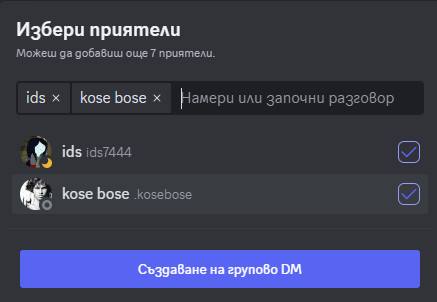 Избери приятели
Можеш да добавиш още 7 приятели.
ids × kose bose × Намери или започни разговор
ids ids7444
kose bose .kosebose
Създаване на групово DM